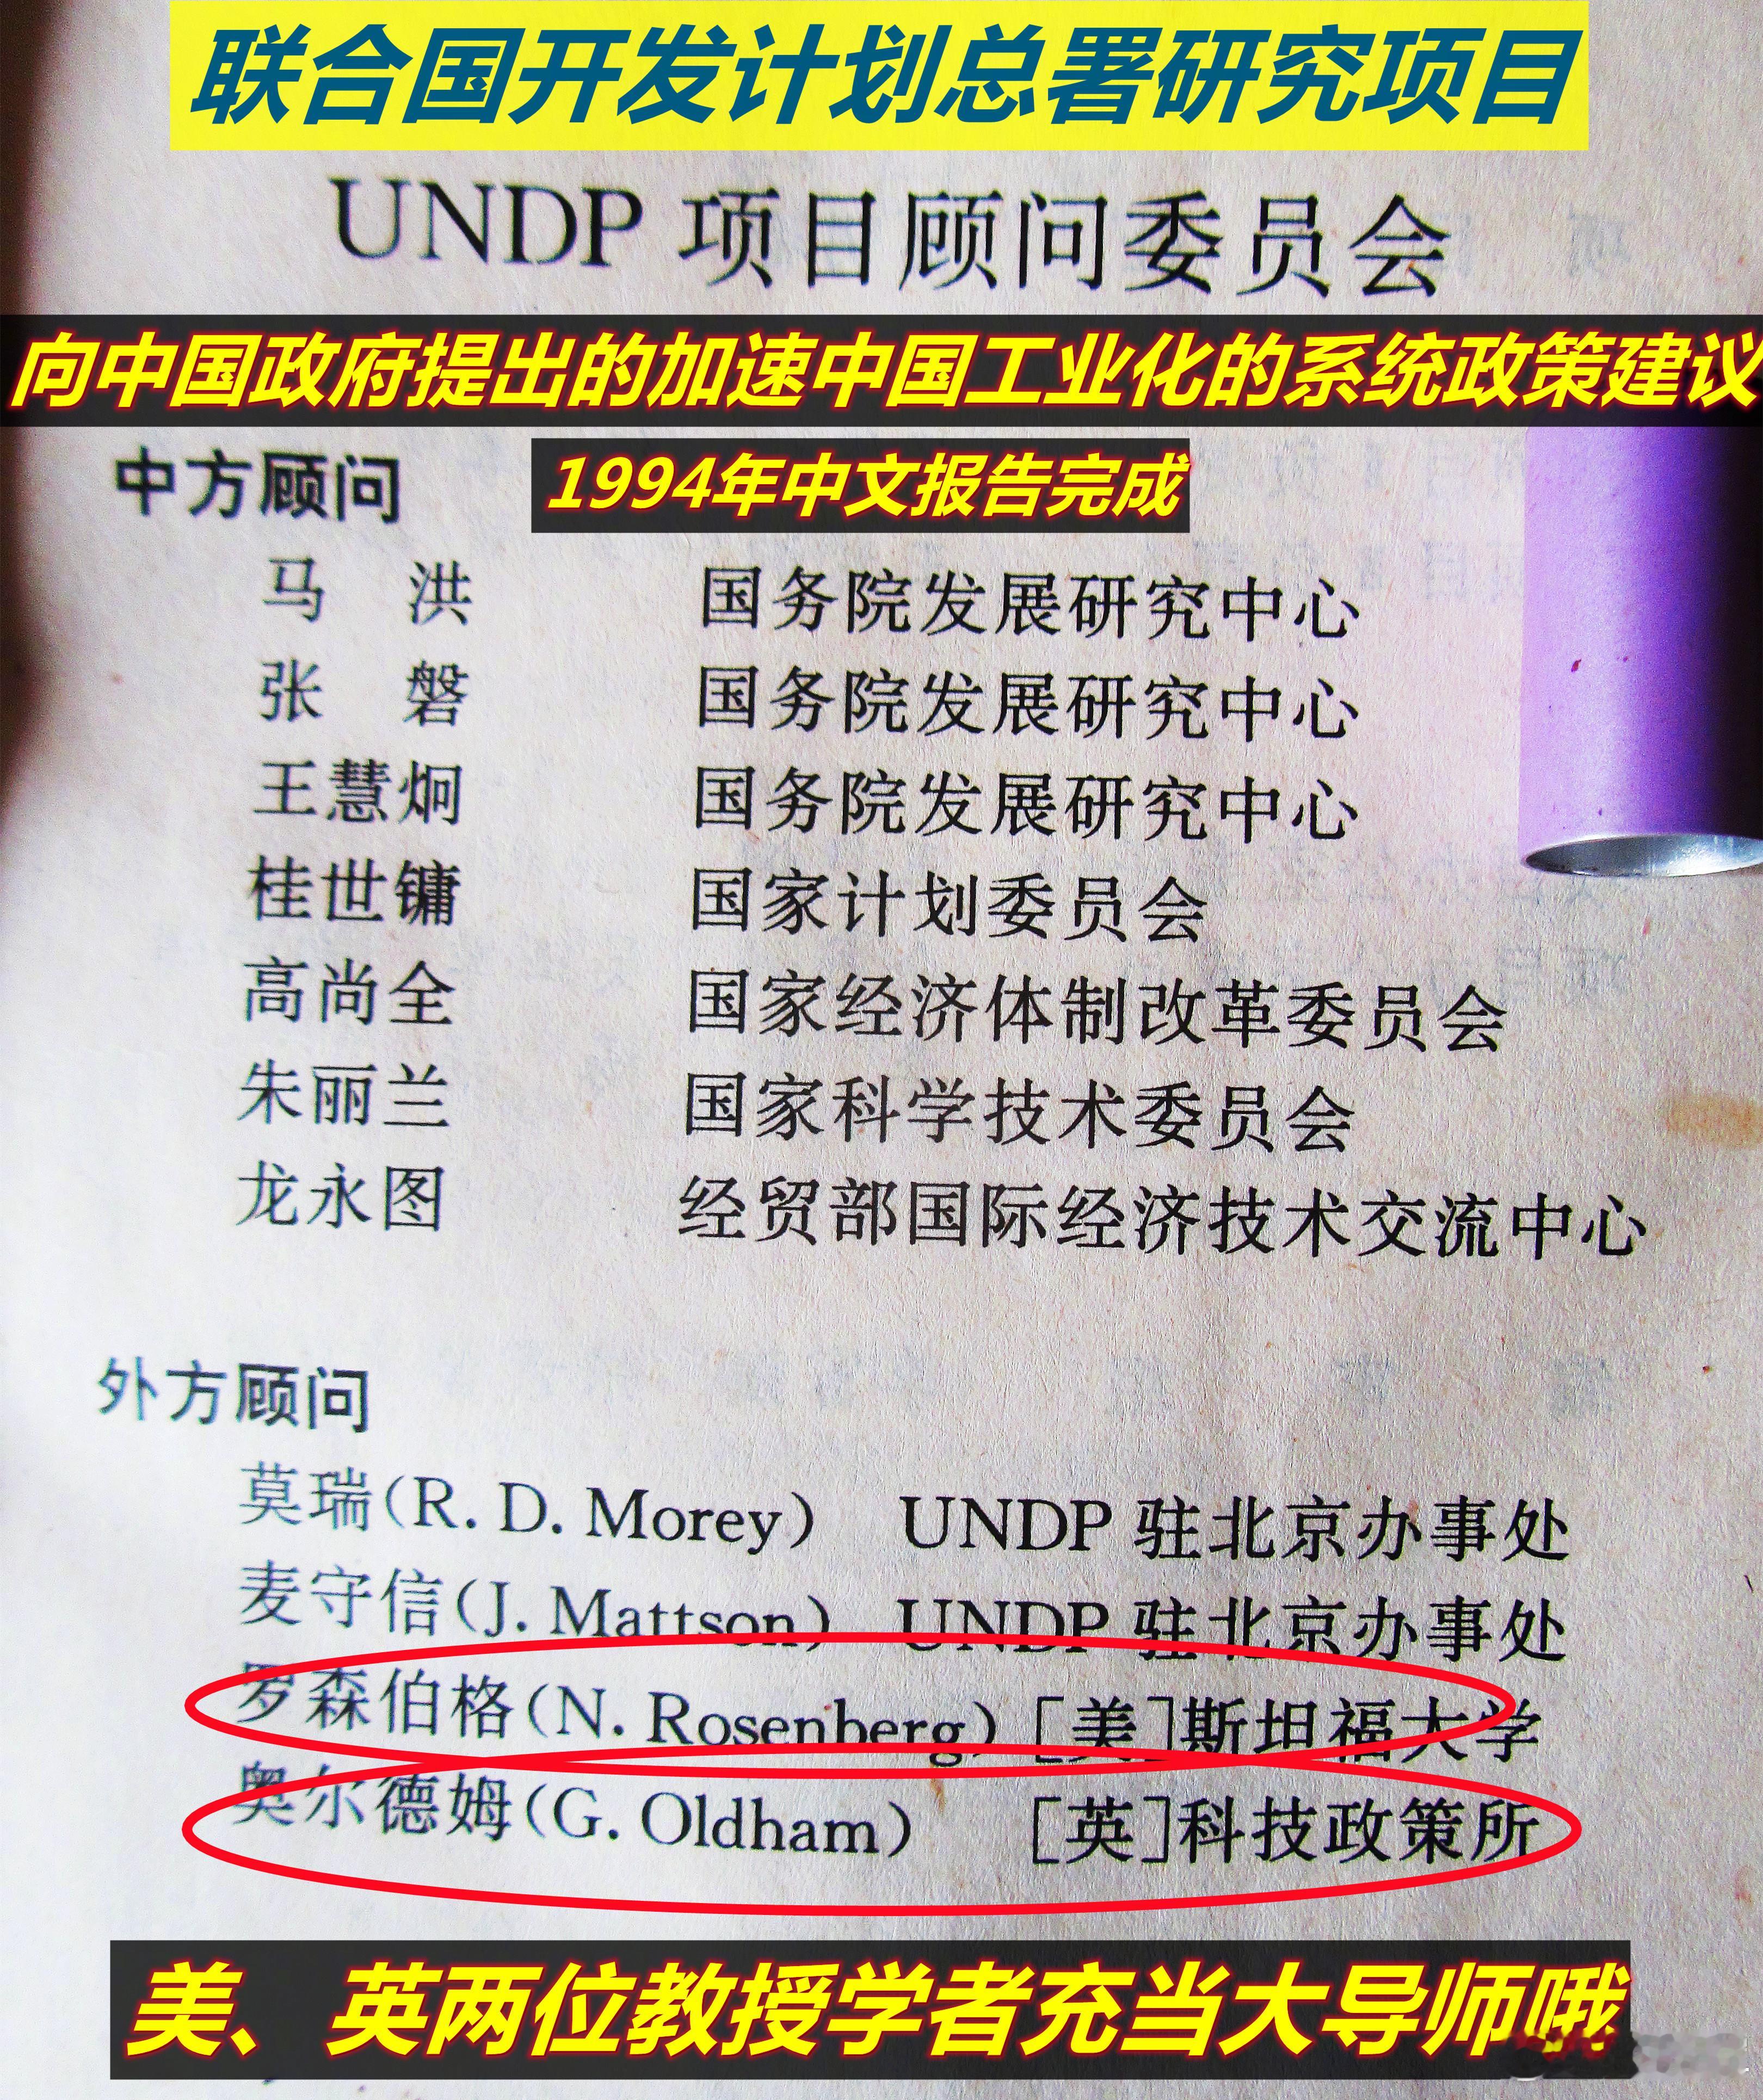 联合国开发计划总署研究项目
UNDP 项目顾问委员会
向中国政府提出的加速中国工业化的系统政策建议
中方顾问
1994年中文报告完成
马 洪 国务院发展研究中心
张 磐 国务院发展研究中心
王慧炯 国务院发展研究中心
桂世镛 国家计划委员会
高尚全 国家经济体制改革委员会
朱丽兰 国家科学技术委员会
龙永图 经贸部国际经济技术交流中心
外方顾问
莫瑞(R. D. Morey) UNDP 驻北京办事处
麦守信(J. Mattson) UNDP 驻北京办事处
罗森伯格(N. Rosenberg) [美]斯坦福大学
奥尔德姆(G. Oldham) [英]科技政策所
美、英两位教授学者充当大导师哦